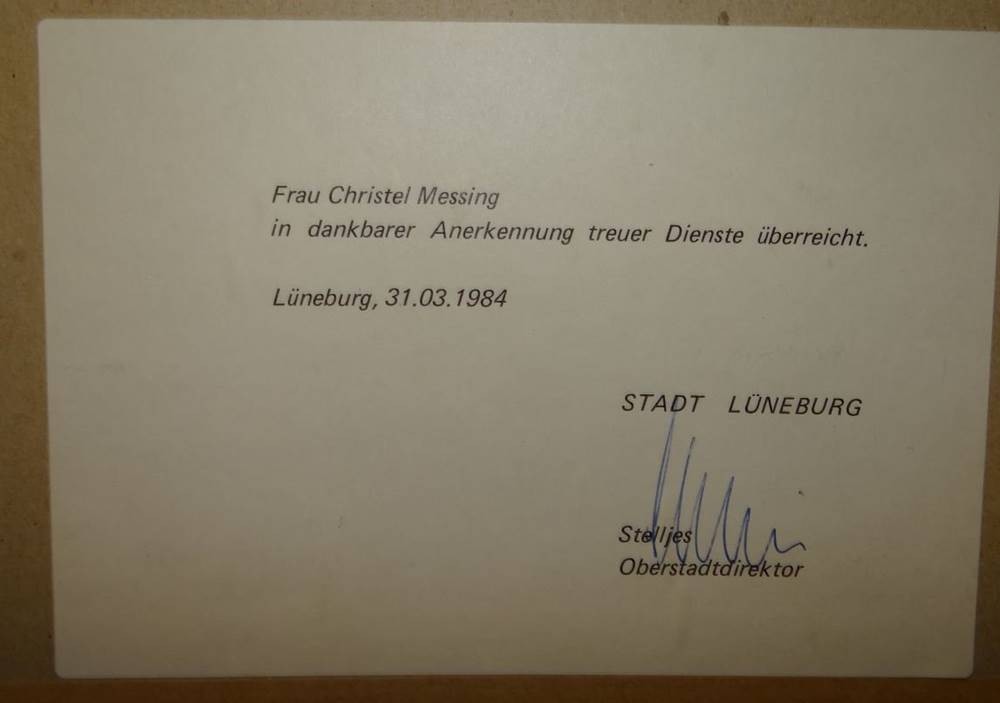 Frau Christel Messing
in dankbarer Anerkennung treuer Dienste überreicht.
Lüneburg, 31.03.1984
STADT LÜNEBURG
Stelljes
Oberstadtdirektor